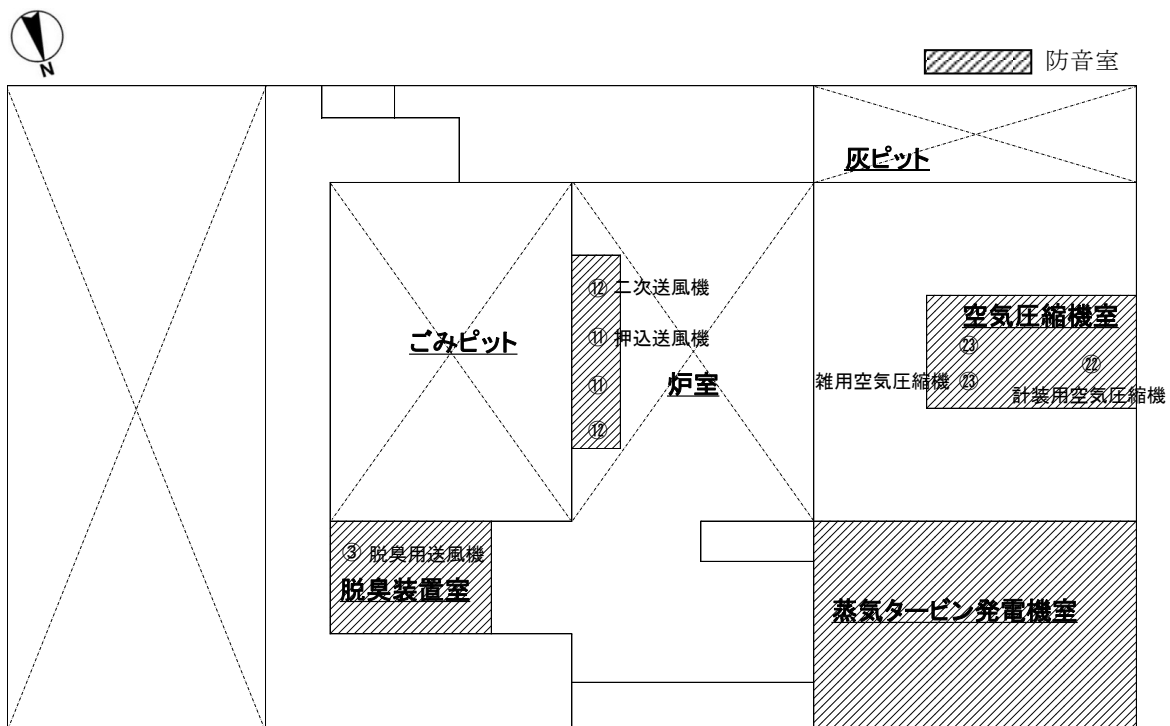 N
防音室
灰ピット
⑫ 二次送風機
空気圧縮機室
ごみピット
⑪ 押込送風機
㉓
㉒
炉室
⑪
雑用空気圧縮機 ㉓
計装用空気圧縮機
⑫
③ 脱臭用送風機
脱臭装置室
蒸気タービン発電機室